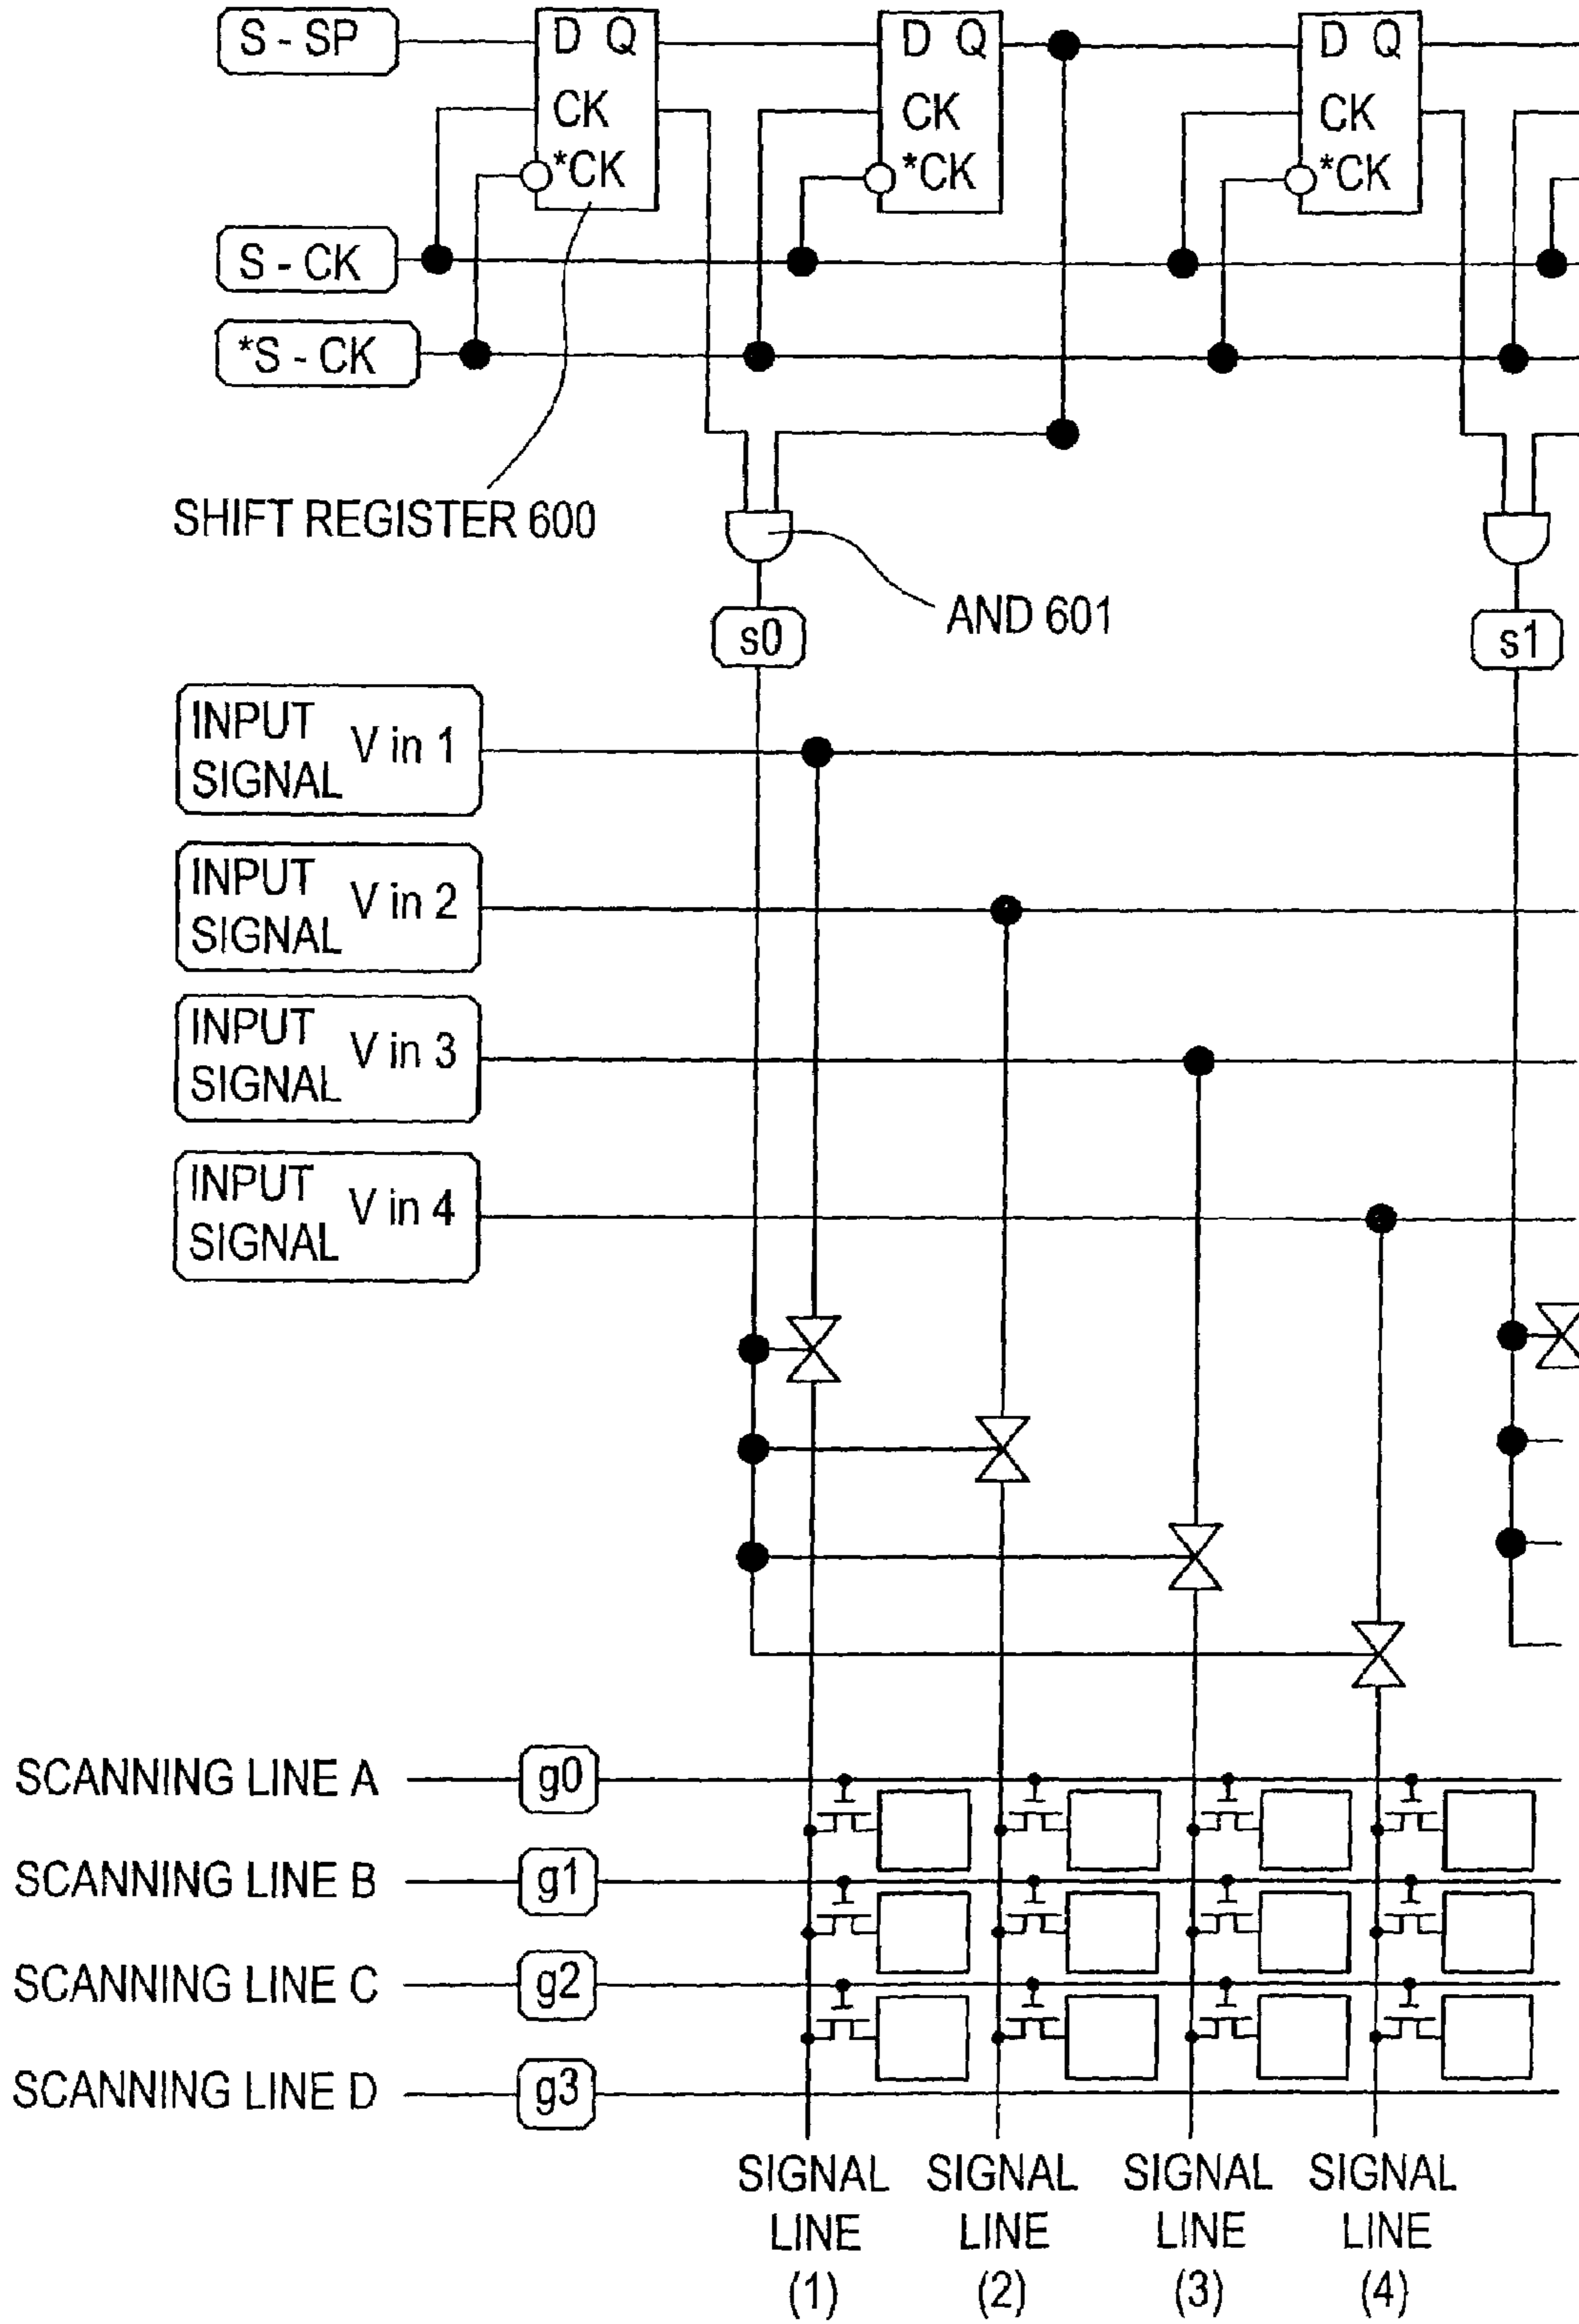 S - SP
D Q
CK
*CK
D Q
CK
*CK
D Q
CK
*CK
S - CK
*S - CK
SHIFT REGISTER 600
AND 601
s0
s1
INPUT
SIGNAL
V in 1
INPUT
SIGNAL
V in 2
INPUT
SIGNAL
V in 3
INPUT
SIGNAL
V in 4
SCANNING LINE A
g0
SCANNING LINE B
g1
SCANNING LINE C
g2
SCANNING LINE D
g3
SIGNAL
LINE
(1)
SIGNAL
LINE
(2)
SIGNAL
LINE
(3)
SIGNAL
LINE
(4)